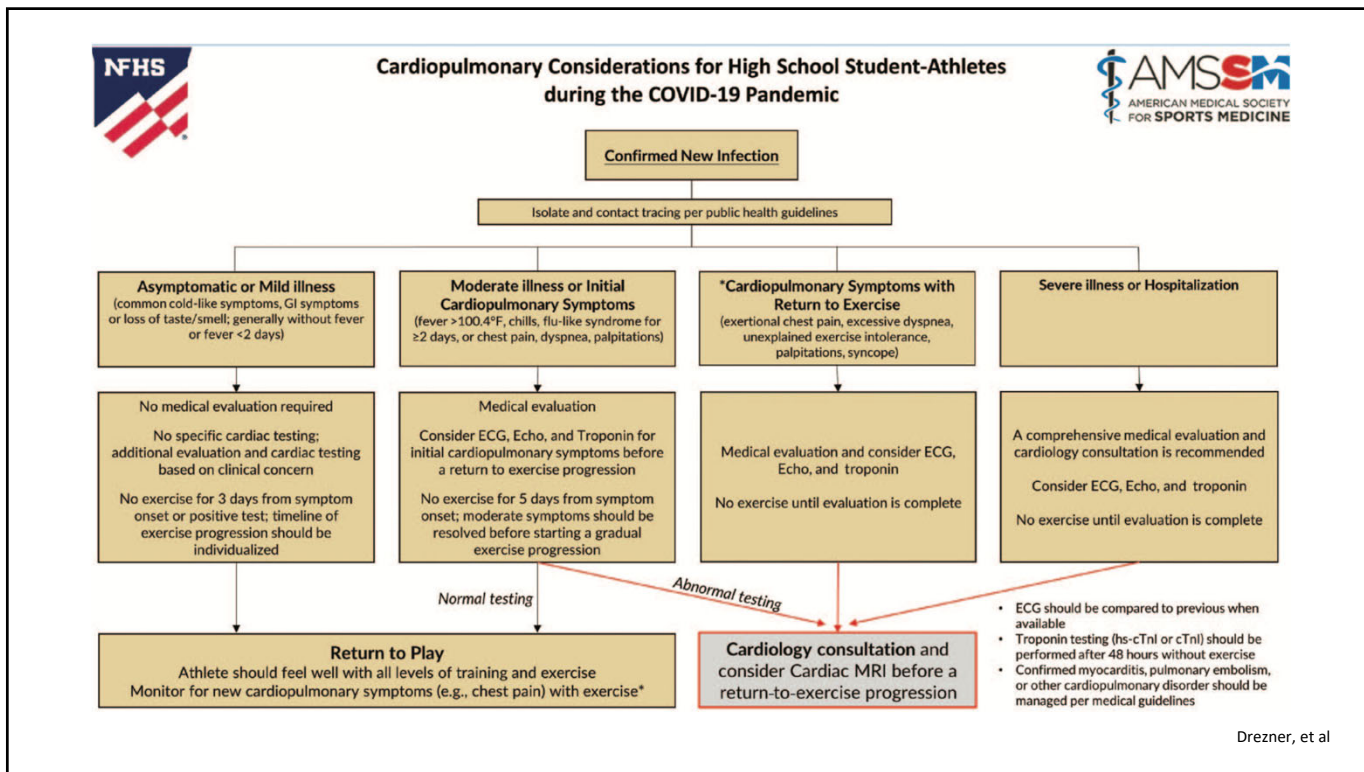 NFHS
®
Cardiopulmonary Considerations for High School Student-Athletes
during the COVID-19 Pandemic
AMSSM
AMERICAN MEDICAL SOCIETY
FOR SPORTS MEDICINE
Confirmed New Infection
Isolate and contact tracing per public health guidelines
Asymptomatic or Mild illness
(common cold-like symptoms, GI symptoms
or loss of taste/smell; generally without fever
or fever <2 days)
Moderate illness or Initial
Cardiopulmonary Symptoms
(fever >100.4°F, chills, flu-like syndrome for
≥2 days, or chest pain, dyspnea, palpitations)
*Cardiopulmonary Symptoms with
Return to Exercise
(exertional chest pain, excessive dyspnea,
unexplained exercise intolerance,
palpitations, syncope)
Severe illness or Hospitalization
No medical evaluation required
No specific cardiac testing;
additional evaluation and cardiac testing
based on clinical concern
No exercise for 3 days from symptom
onset or positive test; timeline of
exercise progression should be
individualized
Medical evaluation
Consider ECG, Echo, and Troponin for
initial cardiopulmonary symptoms before
a return to exercise progression
No exercise for 5 days from symptom
onset; moderate symptoms should be
resolved before starting a gradual
exercise progression
Medical evaluation and consider ECG,
Echo, and troponin
No exercise until evaluation is complete
A comprehensive medical evaluation and
cardiology consultation is recommended
Consider ECG, Echo, and troponin
No exercise until evaluation is complete
Normal testing
Abnormal testing
Return to Play
Athlete should feel well with all levels of training and exercise
Monitor for new cardiopulmonary symptoms (e.g., chest pain) with exercise*
Cardiology consultation and
consider Cardiac MRI before a
return-to-exercise progression
• ECG should be compared to previous when
available
• Troponin testing (hs-cTnI or cTnI) should be
performed after 48 hours without exercise
• Confirmed myocarditis, pulmonary embolism,
or other cardiopulmonary disorder should be
managed per medical guidelines
Drezner, et al